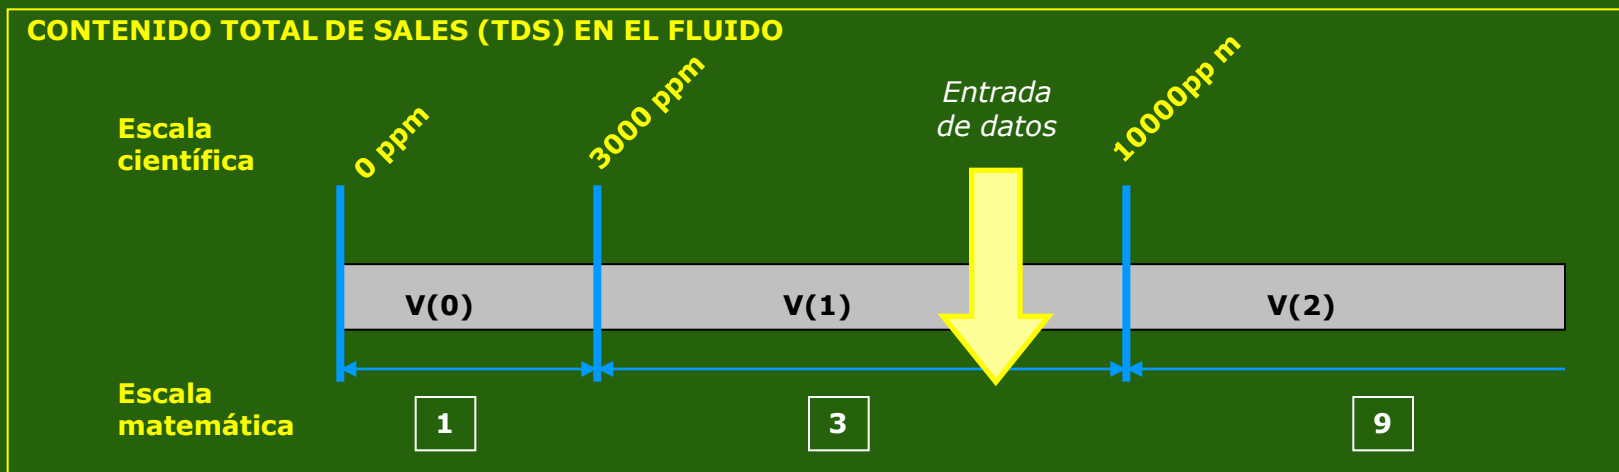 CONTENIDO TOTAL DE SALES (TDS) EN EL FLUIDO
Escala
científica
0 ppm
3000 ppm
Entrada
de datos
10000pp m
V(0)
V(1)
V(2)
Escala
matemática
1
3
9